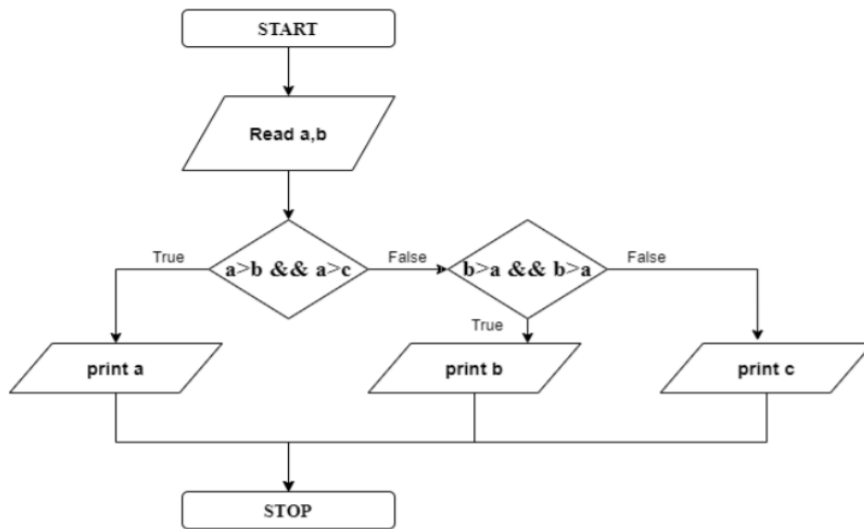 START
Read a,b
True
a>b && a>c
False
b>a && b>a
False
True
print a
print b
print c
STOP